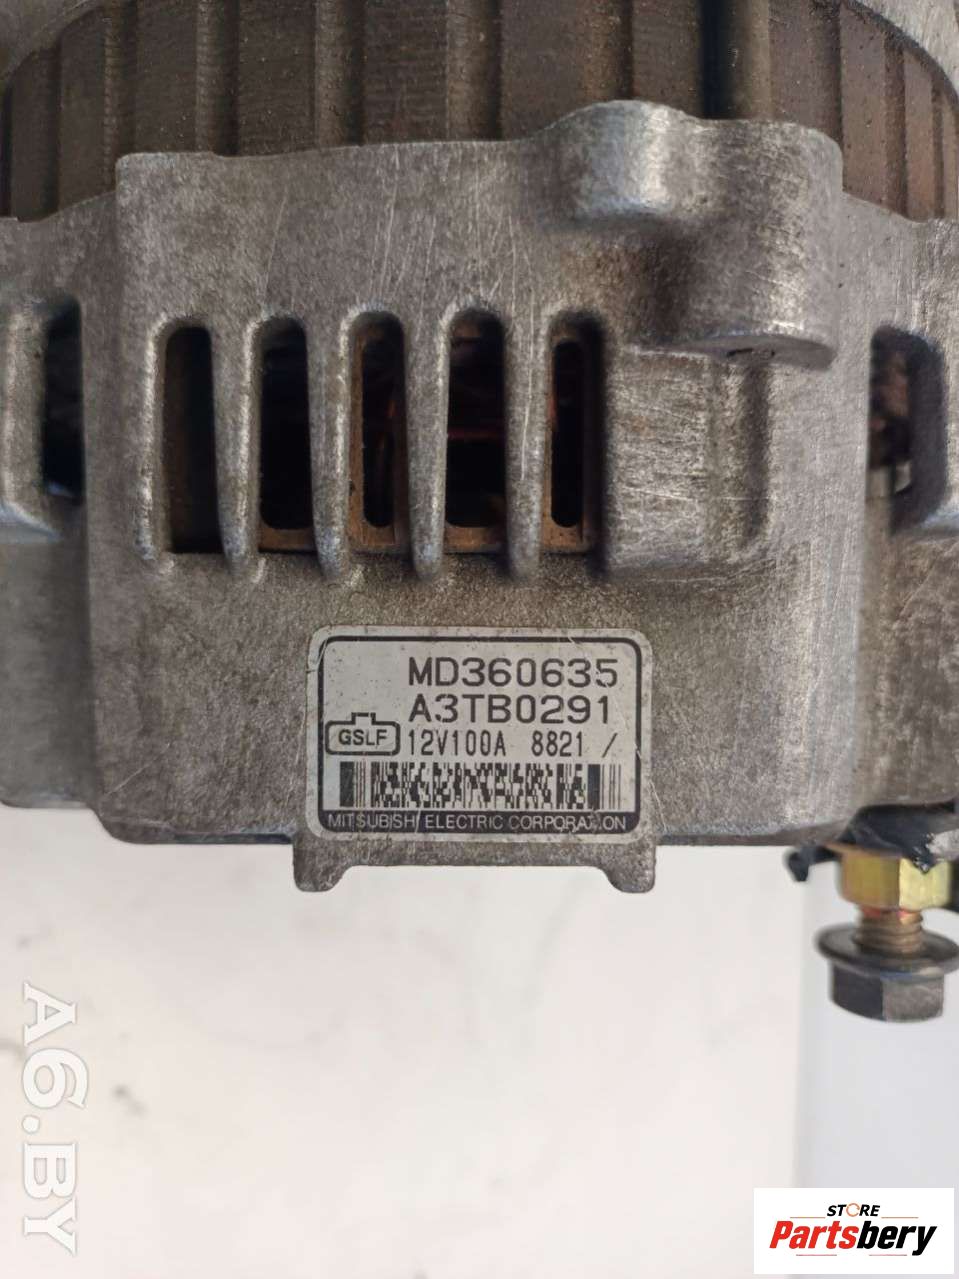 MD360635
A3TB0291
GSLF 12V100A 8821 /
MITSUBISHI ELECTRIC CORPORATION
A6.BY
STORE
Partsbery